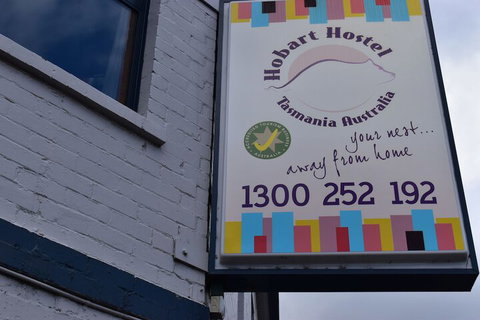 Hobart Hostel
Tasmania Australia
your nest...
away from home
1300 252 192